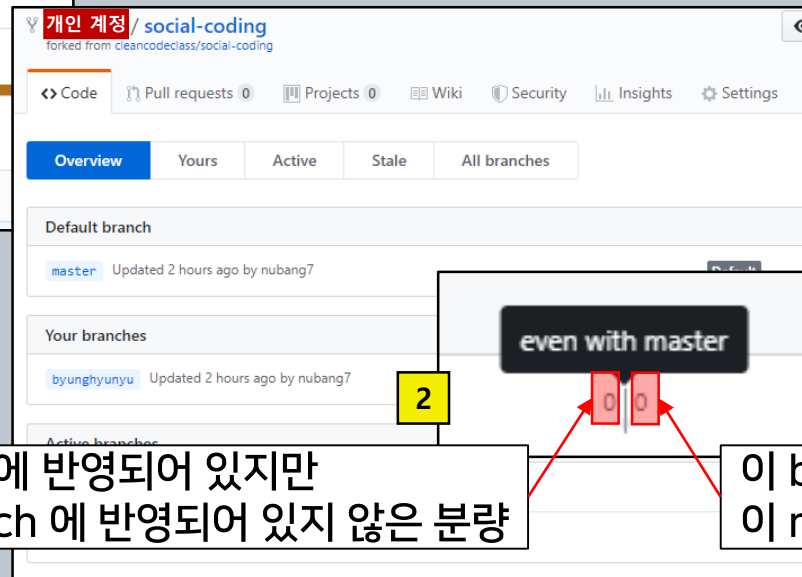 개인 계정 / social-coding
forked from cleancodeclass/social-coding
Code Pull requests 0 Projects 0 Wiki Security Insights Settings
Overview Yours Active Stale All branches
Default branch
master Updated 2 hours ago by nubang7 Default
Your branches
even with master
byunghyunyu Updated 2 hours ago by nubang7
2
0 0
Active branches
에 반영되어 있지만
ch 에 반영되어 있지 않은 분량
이 b
이